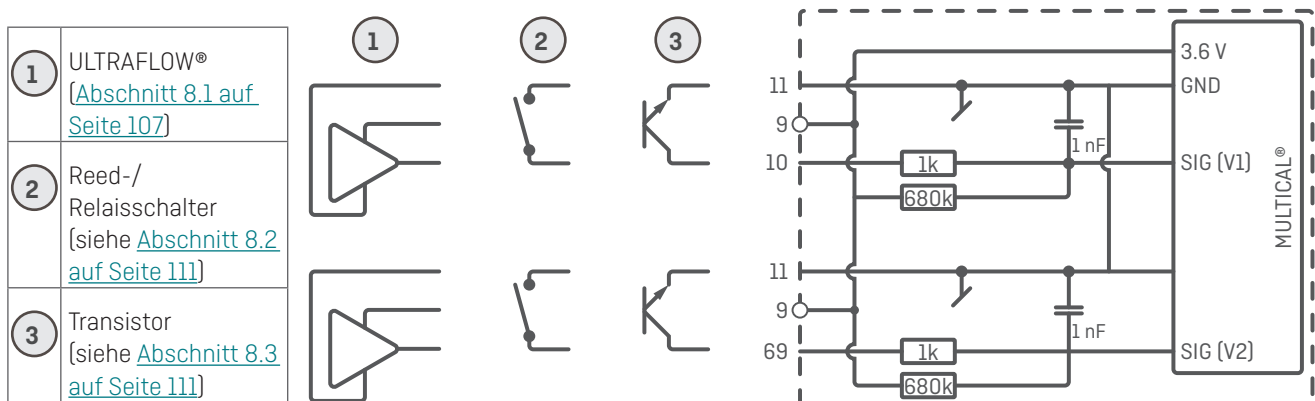 1
ULTRAFLOW®
(Abschnitt 8.1 auf
Seite 107)
2
Reed-/
Relaisschalter
(siehe Abschnitt 8.2
auf Seite 111)
3
Transistor
(siehe Abschnitt 8.3
auf Seite 111)
1
2
3
3.6 V
11
GND
9
1 nF
10
1k
SIG (V1)
680k
MULTICAL®
11
9
1 nF
69
1k
SIG (V2)
680k